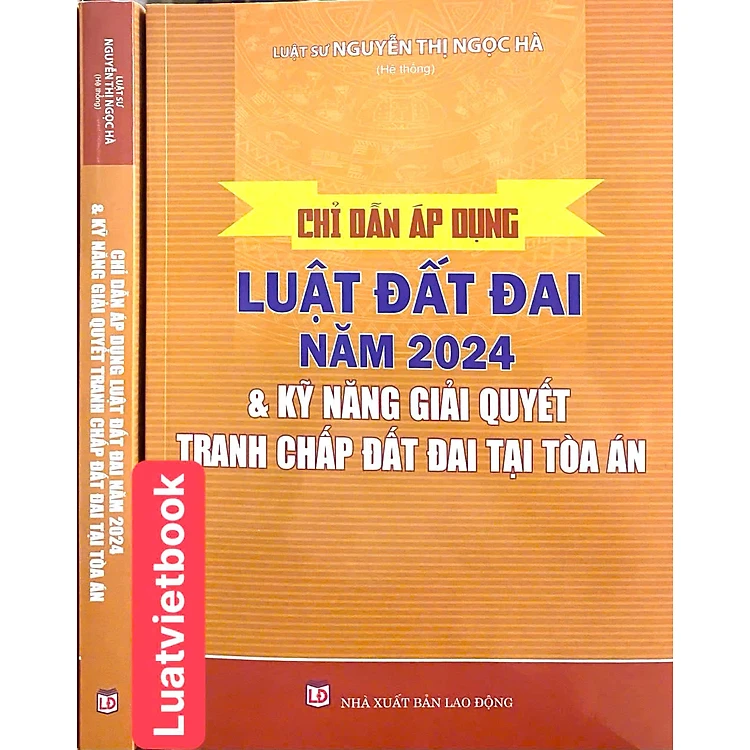 LUẬT SƯ
NGUYỄN THỊ NGỌC HÀ
(Hệ thống)
CHỈ DẪN ÁP DỤNG LUẬT ĐẤT ĐAI NĂM 2024
& KỸ NĂNG GIẢI QUYẾT TRANH CHẤP ĐẤT ĐAI TẠI TÒA ÁN
LĐ
Luatvietbook
LUẬT SƯ NGUYỄN THỊ NGỌC HÀ
(Hệ thống)
CHỈ DẪN ÁP DỤNG
LUẬT ĐẤT ĐAI
NĂM 2024
& KỸ NĂNG GIẢI QUYẾT
TRANH CHẤP ĐẤT ĐAI TẠI TÒA ÁN
LĐ NHÀ XUẤT BẢN LAO ĐỘNG